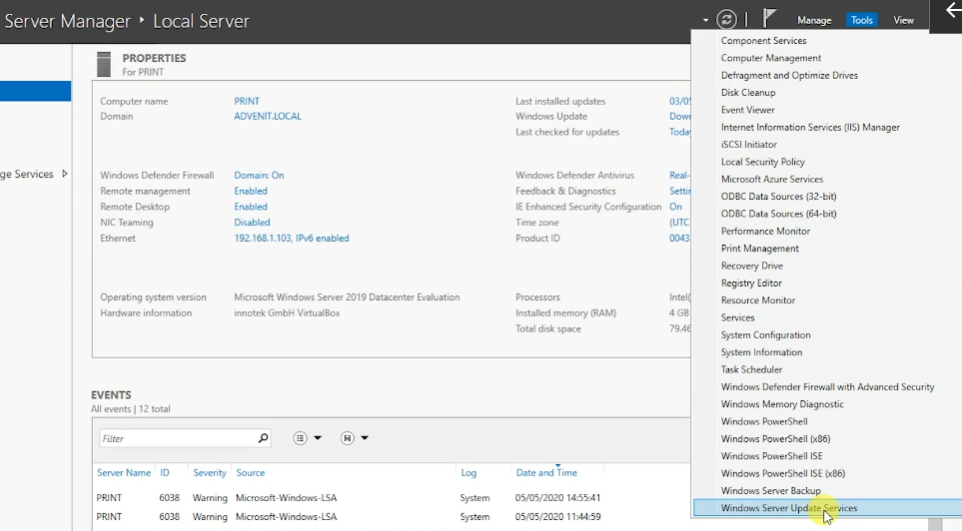 Server Manager ‣ Local Server
Manage Tools View
PROPERTIES
For PRINT
Computer name PRINT
Domain ADVENIT.LOCAL
Last installed updates 03/05
Windows Update Dow
Last checked for updates Toda
ge Services
Windows Defender Firewall Domain: On
Remote management Enabled
Remote Desktop Enabled
NIC Teaming Disabled
Ethernet 192.168.1.103, IPv6 enabled
Windows Defender Antivirus Real-
Feedback & Diagnostics Settin
IE Enhanced Security Configuration On
Time zone (UTC
Product ID 0043
Operating system version Microsoft Windows Server 2019 Datacenter Evaluation
Hardware information innotek GmbH VirtualBox
Processors Intel(
Installed memory (RAM) 4 GB
Total disk space 79.46
EVENTS
All events | 12 total
Filter
Server Name ID Severity Source Log Date and Time
PRINT 6038 Warning Microsoft-Windows-LSA System 05/05/2020 14:55:41
PRINT 6038 Warning Microsoft-Windows-LSA System 05/05/2020 11:44:59
Component Services
Computer Management
Defragment and Optimize Drives
Disk Cleanup
Event Viewer
Internet Information Services (IIS) Manager
iSCSI Initiator
Local Security Policy
Microsoft Azure Services
ODBC Data Sources (32-bit)
ODBC Data Sources (64-bit)
Performance Monitor
Print Management
Recovery Drive
Registry Editor
Resource Monitor
Services
System Configuration
System Information
Task Scheduler
Windows Defender Firewall with Advanced Security
Windows Memory Diagnostic
Windows PowerShell
Windows PowerShell (x86)
Windows PowerShell ISE
Windows PowerShell ISE (x86)
Windows Server Backup
Windows Server Update Services